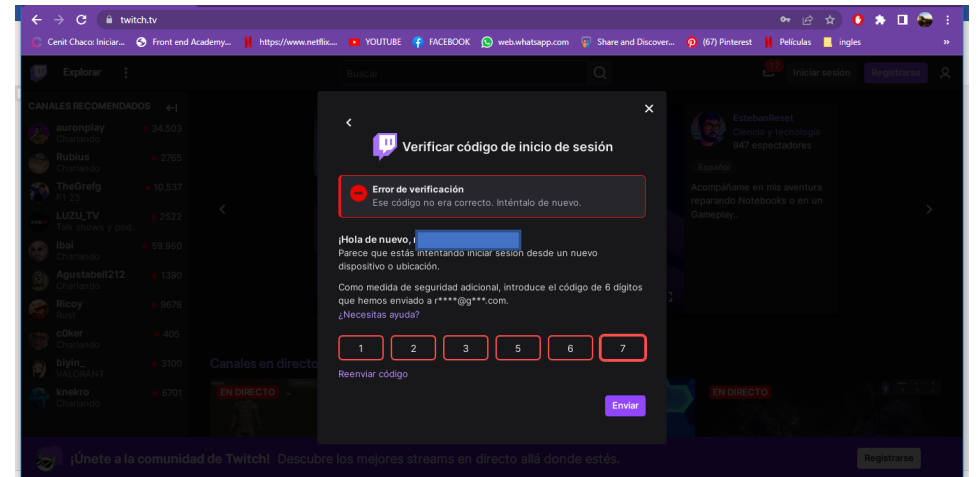 twitch.tv
Cenit Chaco: Iniciar... Front end Academy... https://www.netflix.... YOUTUBE FACEBOOK web.whatsapp.com Share and Discover... (67) Pinterest Películas ingles »
Explorar Buscar 17 Iniciar sesión Registrarse
CANALES RECOMENDADOS
auronplay 34.503
Charlando
Rubius 2765
Charlando
TheGrefg 10.537
F1 23
LUZU_TV 2522
Talk shows y pod...
ibai 59.950
Charlando
Agustabell212 1390
Charlando
Ricoy 9678
Rust
c0ker 405
Charlando
biyin_ 3100
VALORANT
knekro 6701
Charlando
Verificar código de inicio de sesión
Error de verificación
Ese código no era correcto. Inténtalo de nuevo.
¡Hola de nuevo,
Parece que estás intentando iniciar sesión desde un nuevo
dispositivo o ubicación.
Como medida de seguridad adicional, introduce el código de 6 dígitos
que hemos enviado a r****@g***.com.
¿Necesitas ayuda?
1 2 3 5 6 7
Reenviar código
Enviar
EstebanReset
Ciencia y tecnología
947 espectadores
Español
Acompáñame en mis aventura
reparando Notebooks o en un
Gameplay..
Canales en directo
EN DIRECTO
EN DIRECTO
¡Únete a la comunidad de Twitch! Descubre los mejores streams en directo allá donde estés. Registrarse